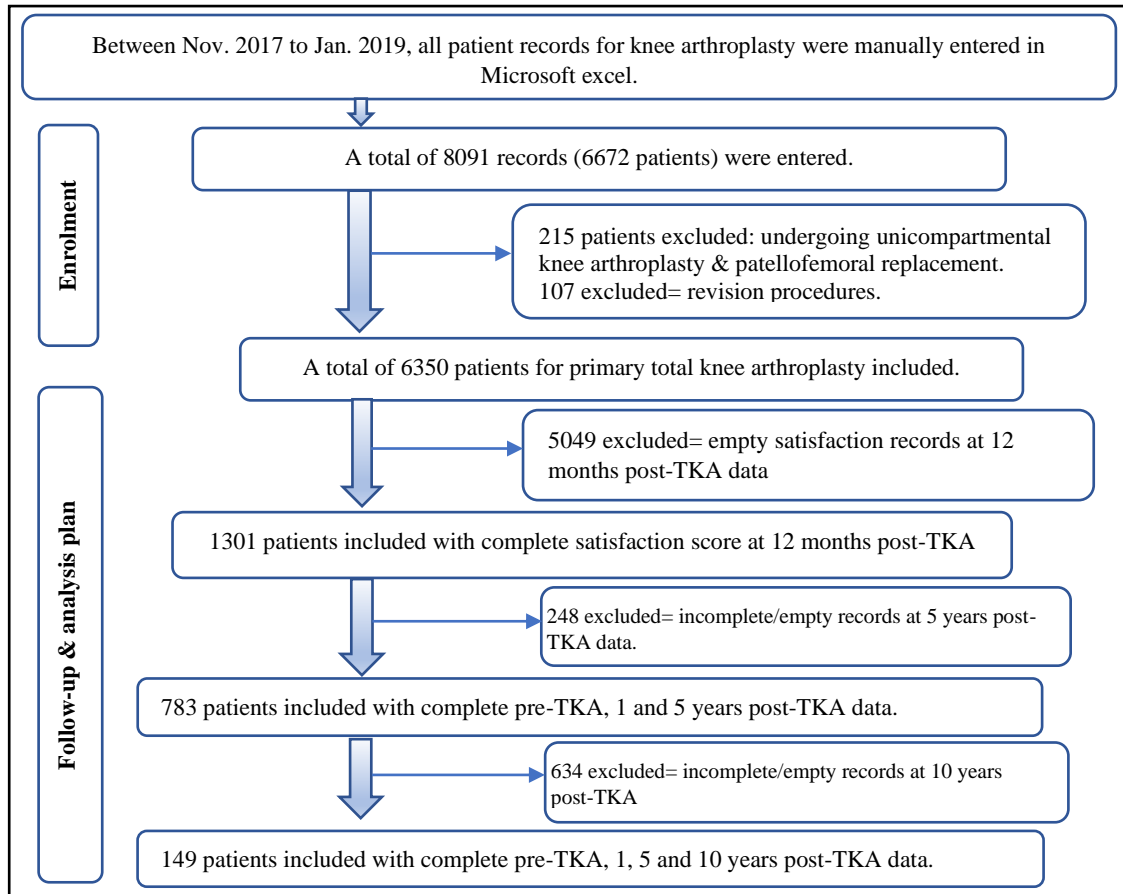 Between Nov. 2017 to Jan. 2019, all patient records for knee arthroplasty were manually entered in
Microsoft excel.
Enrolment
A total of 8091 records (6672 patients) were entered.
215 patients excluded: undergoing unicompartmental
knee arthroplasty & patellofemoral replacement.
107 excluded= revision procedures.
A total of 6350 patients for primary total knee arthroplasty included.
Follow-up & analysis plan
5049 excluded= empty satisfaction records at 12
months post-TKA data
1301 patients included with complete satisfaction score at 12 months post-TKA
248 excluded= incomplete/empty records at 5 years post-
TKA data.
783 patients included with complete pre-TKA, 1 and 5 years post-TKA data.
634 excluded= incomplete/empty records at 10 years
post-TKA
149 patients included with complete pre-TKA, 1, 5 and 10 years post-TKA data.